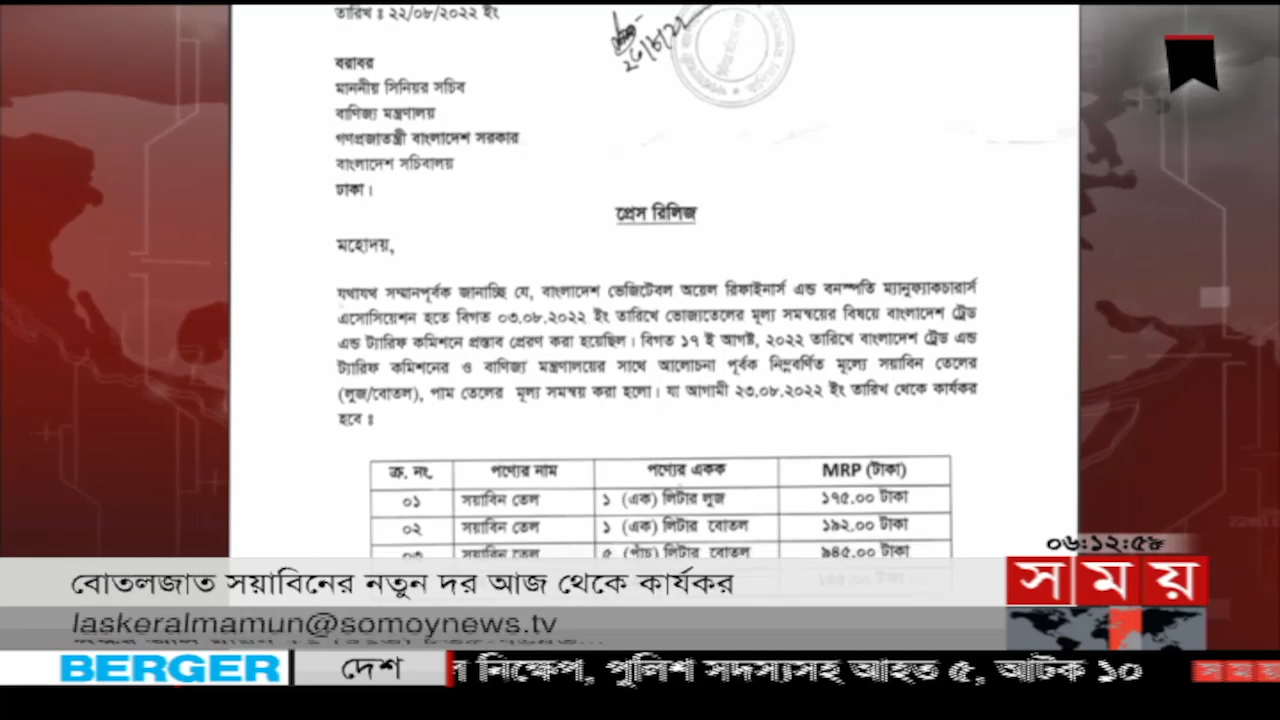 তারিখ ঃ ২২/০৮/২০২২ ইং
বরাবর
মাননীয় সিনিয়র সচিব
বাণিজ্য মন্ত্রণালয়
গণপ্রজাতন্ত্রী বাংলাদেশ সরকার
বাংলাদেশ সচিবালয়
ঢাকা।
প্রেস রিলিজ
মহোদয়,
যথাযথ সম্মানপূর্বক জানাচ্ছি যে, বাংলাদেশ ভেজিটেবল অয়েল রিফাইনার্স এন্ড বনস্পতি ম্যানুফ্যাকচারার্স
এসোসিয়েশন হতে বিগত ০৩.০৮.২০২২ ইং তারিখে ভোজ্যতেলের মূল্য সমন্বয়ের বিষয়ে বাংলাদেশ ট্রেড
এন্ড ট্যারিফ কমিশনে প্রস্তাব প্রেরণ করা হয়েছিল। বিগত ১৭ ই আগষ্ট, ২০২২ তারিখে বাংলাদেশ ট্রেড এন্ড
ট্যারিফ কমিশনের ও বাণিজ্য মন্ত্রণালয়ের সাথে আলোচনা পূর্বক নিম্নবর্ণিত মূল্যে সয়াবিন তেলের
(লুজ/বোতল), পাম তেলের মূল্য সমন্বয় করা হলো। যা আগামী ২৩.০৮.২০২২ ইং তারিখ থেকে কার্যকর
হবে ঃ
ক্র. নং. পণ্যের নাম পণ্যের একক MRP (টাকা)
০১ সয়াবিন তেল ১ (এক) লিটার লুজ ১৭৫.০০ টাকা
০২ সয়াবিন তেল ১ (এক) লিটার বোতল ১৯২.০০ টাকা
০৩ সয়াবিন তেল ৫ (পাঁচ) লিটার বোতল ৯৪৫.০০ টাকা
১৪৫.০০ টাকা
০৬:১২:৫৮
সময়
বোতলজাত সয়াবিনের নতুন দর আজ থেকে কার্যকর
laskeralmamun@somoynews.tv
BERGER দেশ র নিক্ষেপ, পুলিশ সদস্যসহ আহত ৫, আটক ১০ সময়